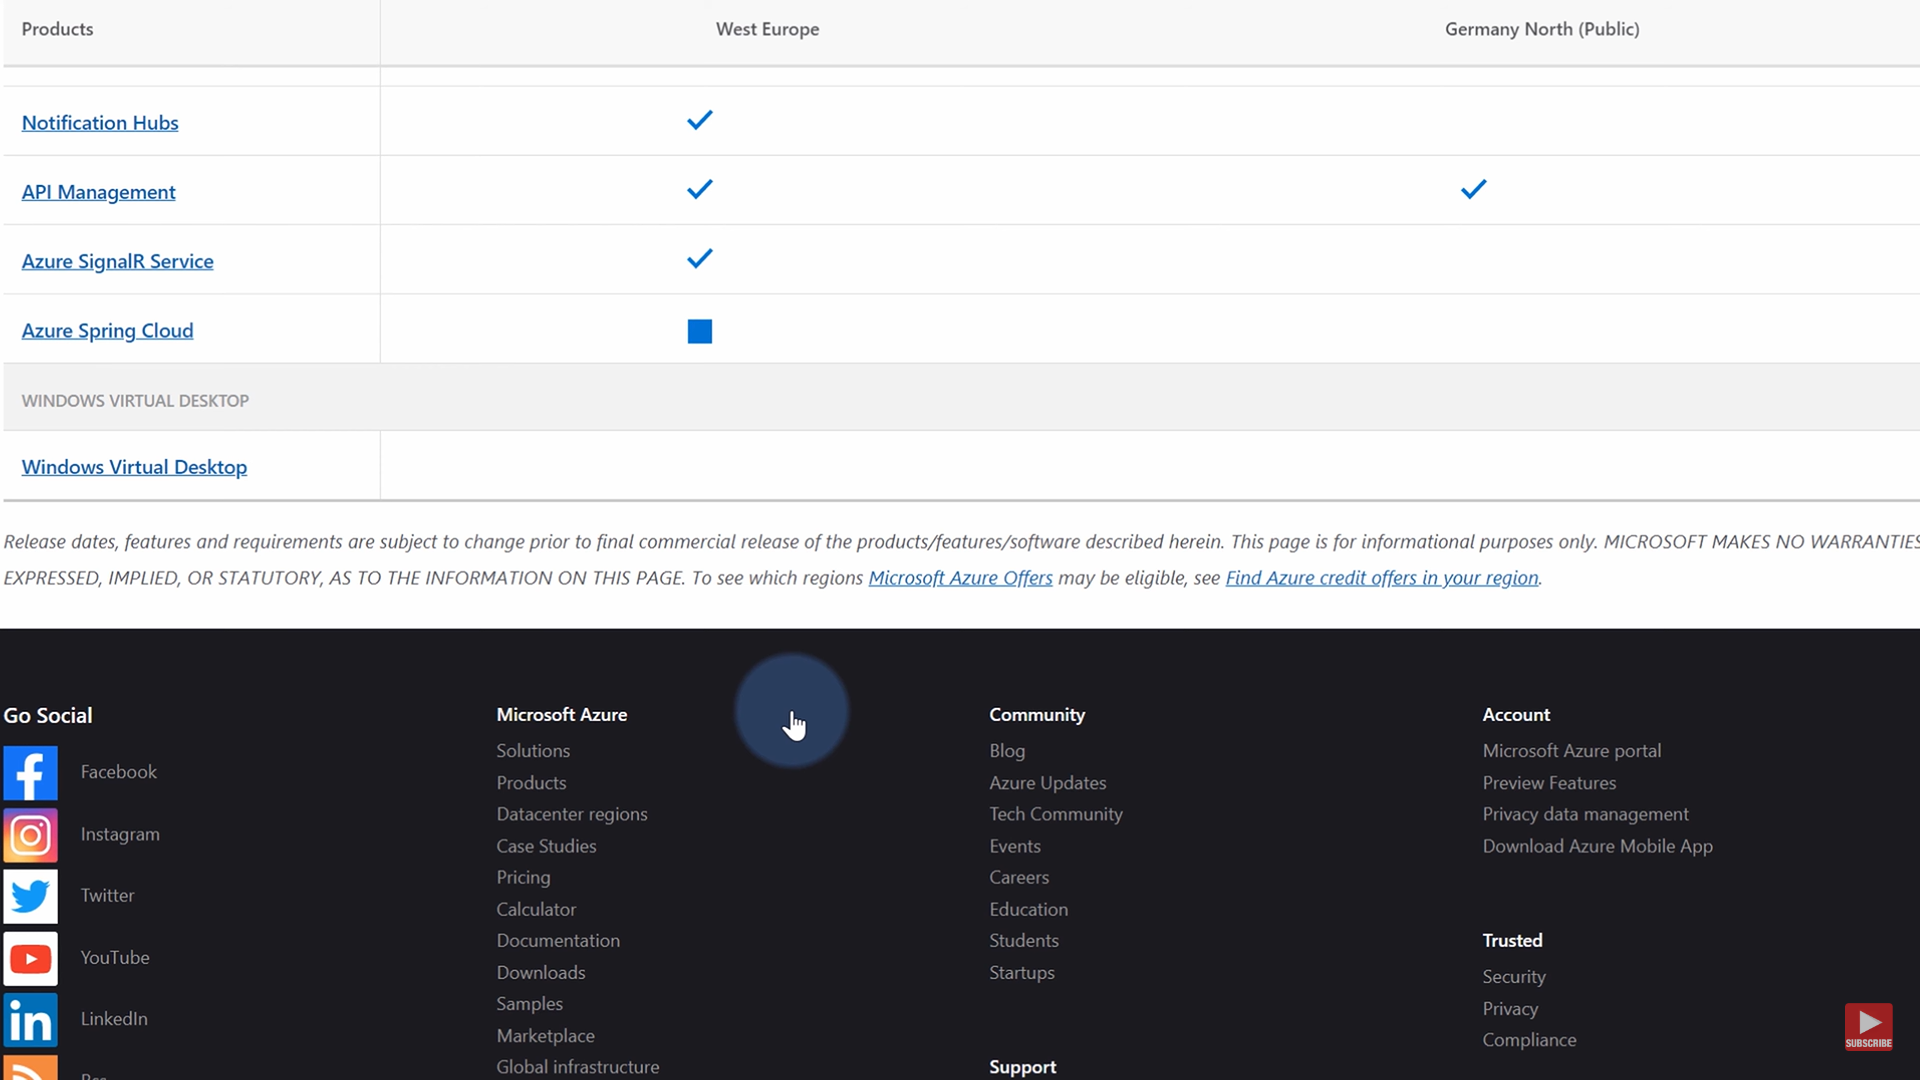 Products West Europe Germany North (Public)
Notification Hubs
API Management
Azure SignalR Service
Azure Spring Cloud
WINDOWS VIRTUAL DESKTOP
Windows Virtual Desktop
Release dates, features and requirements are subject to change prior to final commercial release of the products/features/software described herein. This page is for informational purposes only. MICROSOFT MAKES NO WARRANTIES
EXPRESSED, IMPLIED, OR STATUTORY, AS TO THE INFORMATION ON THIS PAGE. To see which regions Microsoft Azure Offers may be eligible, see Find Azure credit offers in your region.
Go Social
Facebook
Instagram
Twitter
YouTube
LinkedIn
Microsoft Azure
Solutions
Products
Datacenter regions
Case Studies
Pricing
Calculator
Documentation
Downloads
Samples
Marketplace
Global infrastructure
Community
Blog
Azure Updates
Tech Community
Events
Careers
Education
Students
Startups
Support
Account
Microsoft Azure portal
Preview Features
Privacy data management
Download Azure Mobile App
Trusted
Security
Privacy
Compliance
SUBSCRIBE